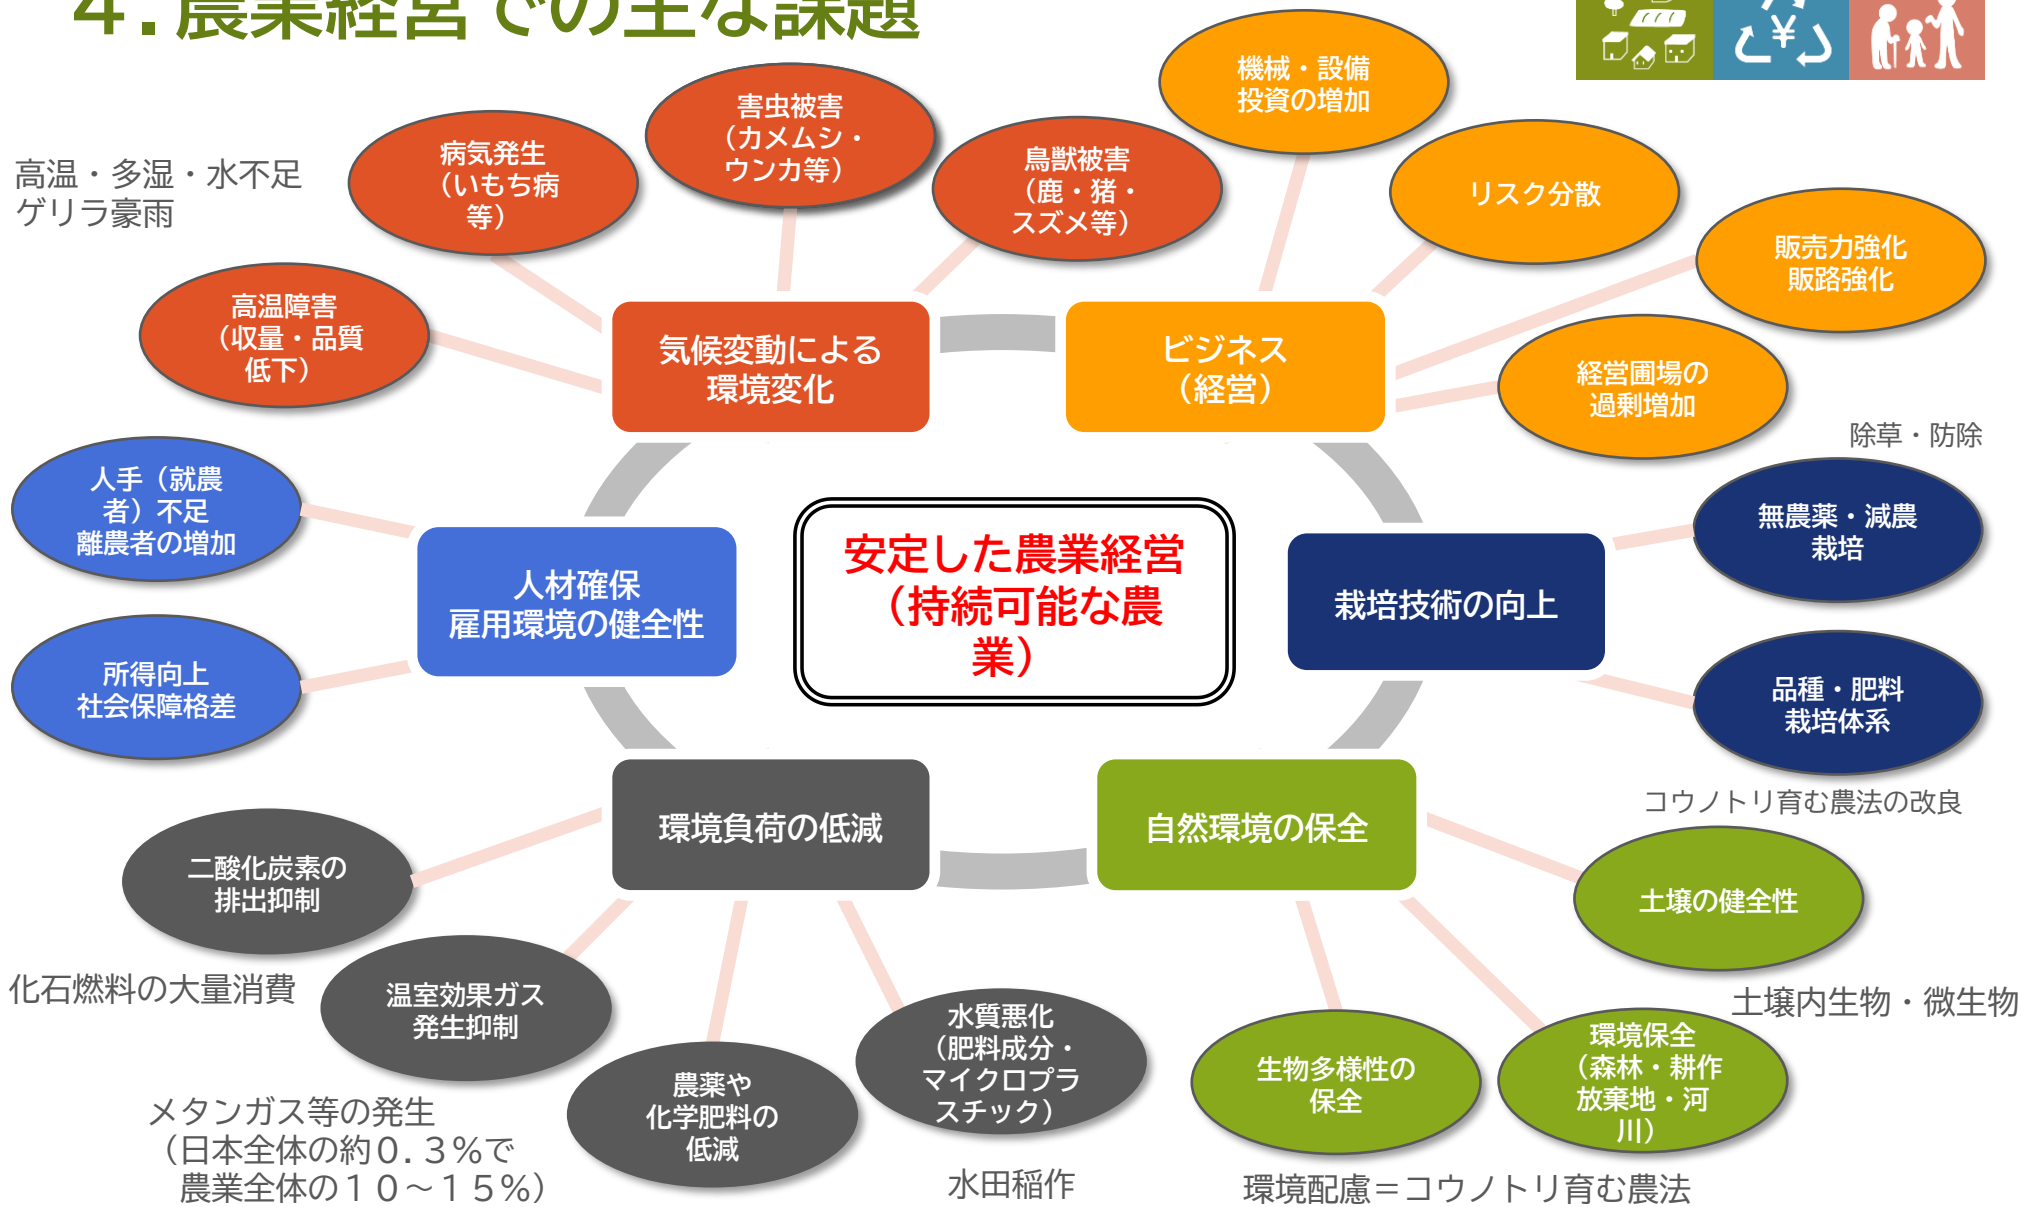 ４．農業経営での主な課題
¥
機械・設備
投資の増加
害虫被害
（カメムシ・
ウンカ等）
病気発生
（いもち病
等）
鳥獣被害
（鹿・猪・
スズメ等）
リスク分散
高温・多湿・水不足
ゲリラ豪雨
販売力強化
販路強化
高温障害
（収量・品質
低下）
気候変動による
環境変化
ビジネス
（経営）
経営圃場の
過剰増加
除草・防除
人手（就農
者）不足
離農者の増加
無農薬・減農
栽培
安定した農業経営
（持続可能な農
業）
人材確保
雇用環境の健全性
栽培技術の向上
所得向上
社会保障格差
品種・肥料
栽培体系
コウノトリ育む農法の改良
環境負荷の低減
自然環境の保全
二酸化炭素の
排出抑制
土壌の健全性
化石燃料の大量消費
土壌内生物・微生物
温室効果ガス
発生抑制
水質悪化
（肥料成分・
マイクロプラ
スチック）
環境保全
（森林・耕作
放棄地・河
川）
生物多様性の
保全
農薬や
化学肥料の
低減
メタンガス等の発生
（日本全体の約０．３％で
農業全体の１０～１５％）
水田稲作
環境配慮＝コウノトリ育む農法